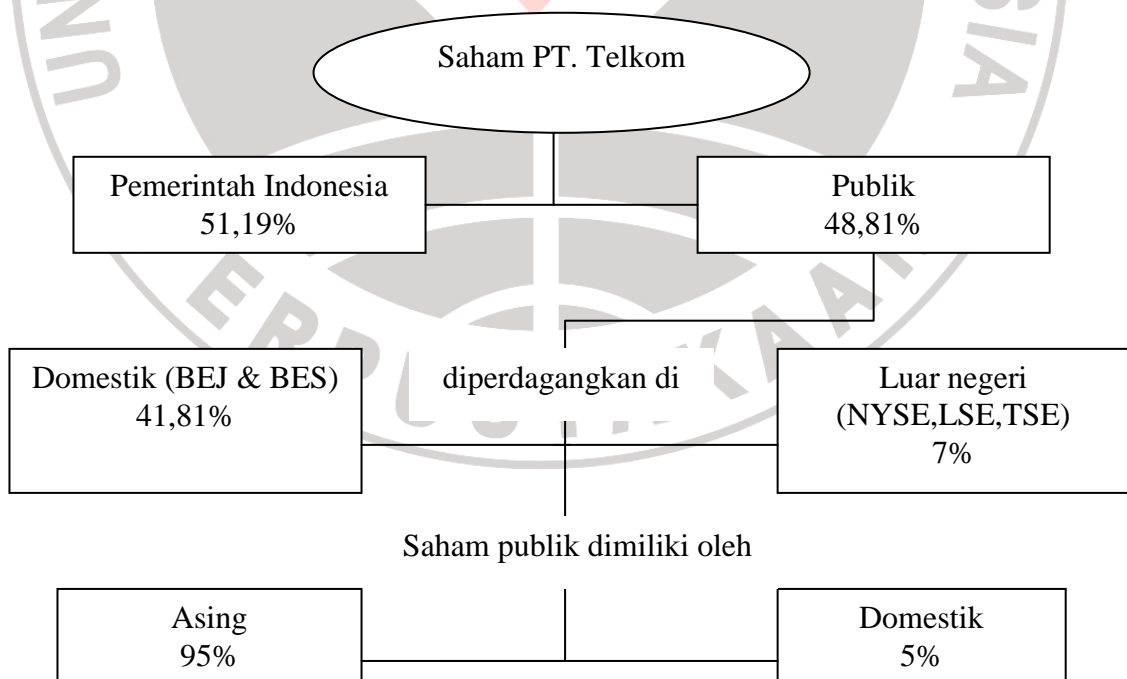 Saham PT. Telkom
Pemerintah Indonesia
51,19%
Publik
48,81%
Domestik (BEJ & BES)
41,81%
diperdagangkan di
Luar negeri
(NYSE,LSE,TSE)
7%
Saham publik dimiliki oleh
Asing
95%
Domestik
5%